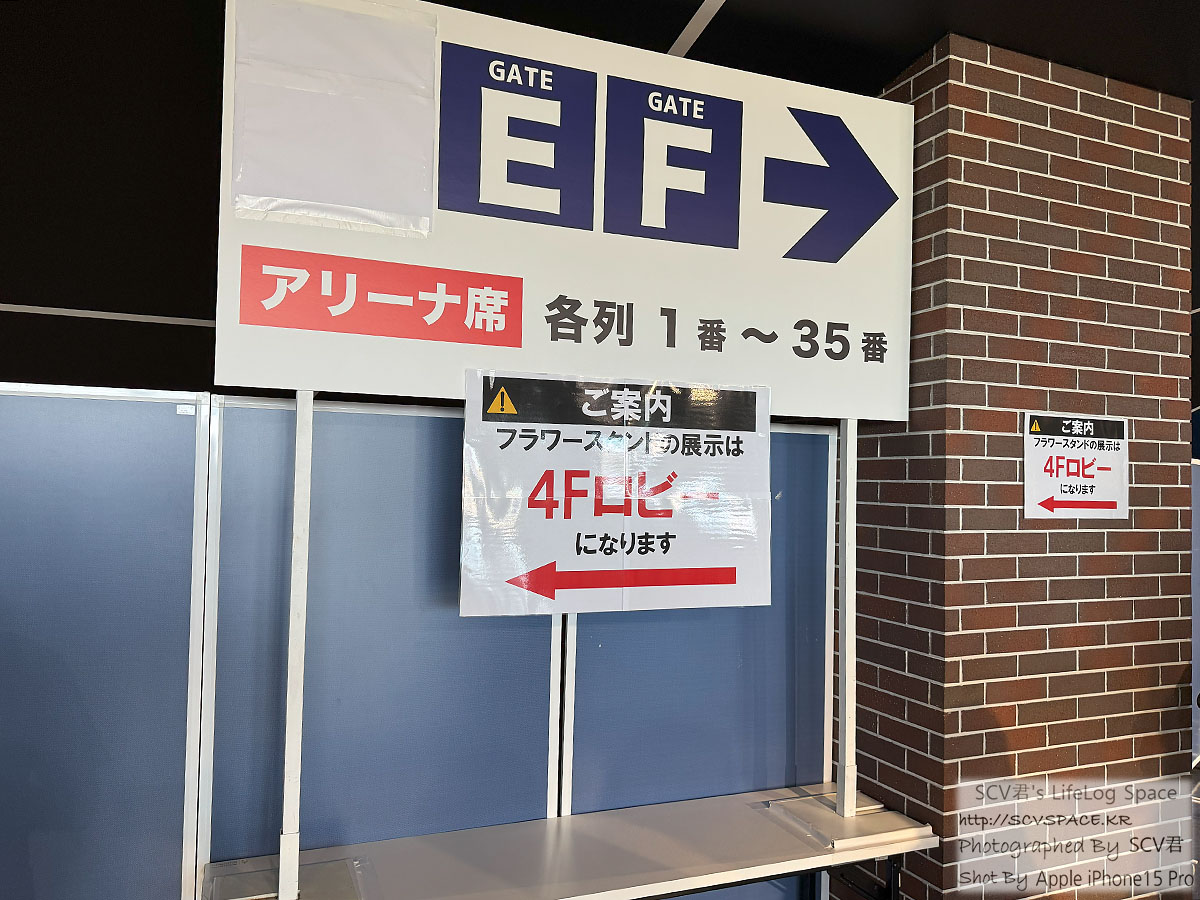 GATE
E
GATE
F
アリーナ席 各列 1番～35番
ご案内
フラワースタンドの展示は
4Fロビー
になります
ご案内
フラワースタンドの展示は
4Fロビー
になります
SCV君's LifeLog Space
http://SCVSPACE.KR
Photographed By SCV君
Shot By Apple iPhone15 Pro